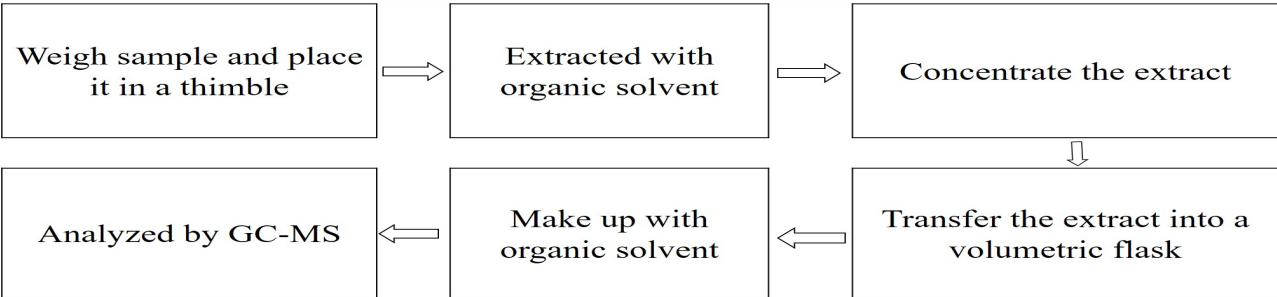 Weigh sample and place
it in a thimble
Extracted with
organic solvent
Concentrate the extract
Transfer the extract into a
volumetric flask
Make up with
organic solvent
Analyzed by GC-MS